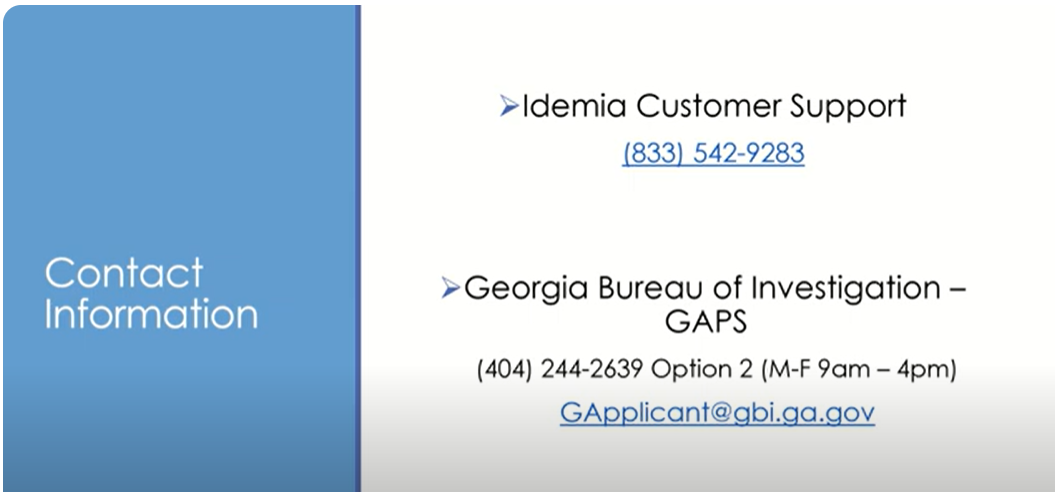 Contact
Information
Idemia Customer Support
(833) 542-9283
Georgia Bureau of Investigation –
GAPS
(404) 244-2639 Option 2 (M-F 9am – 4pm)
GApplicant@gbi.ga.gov